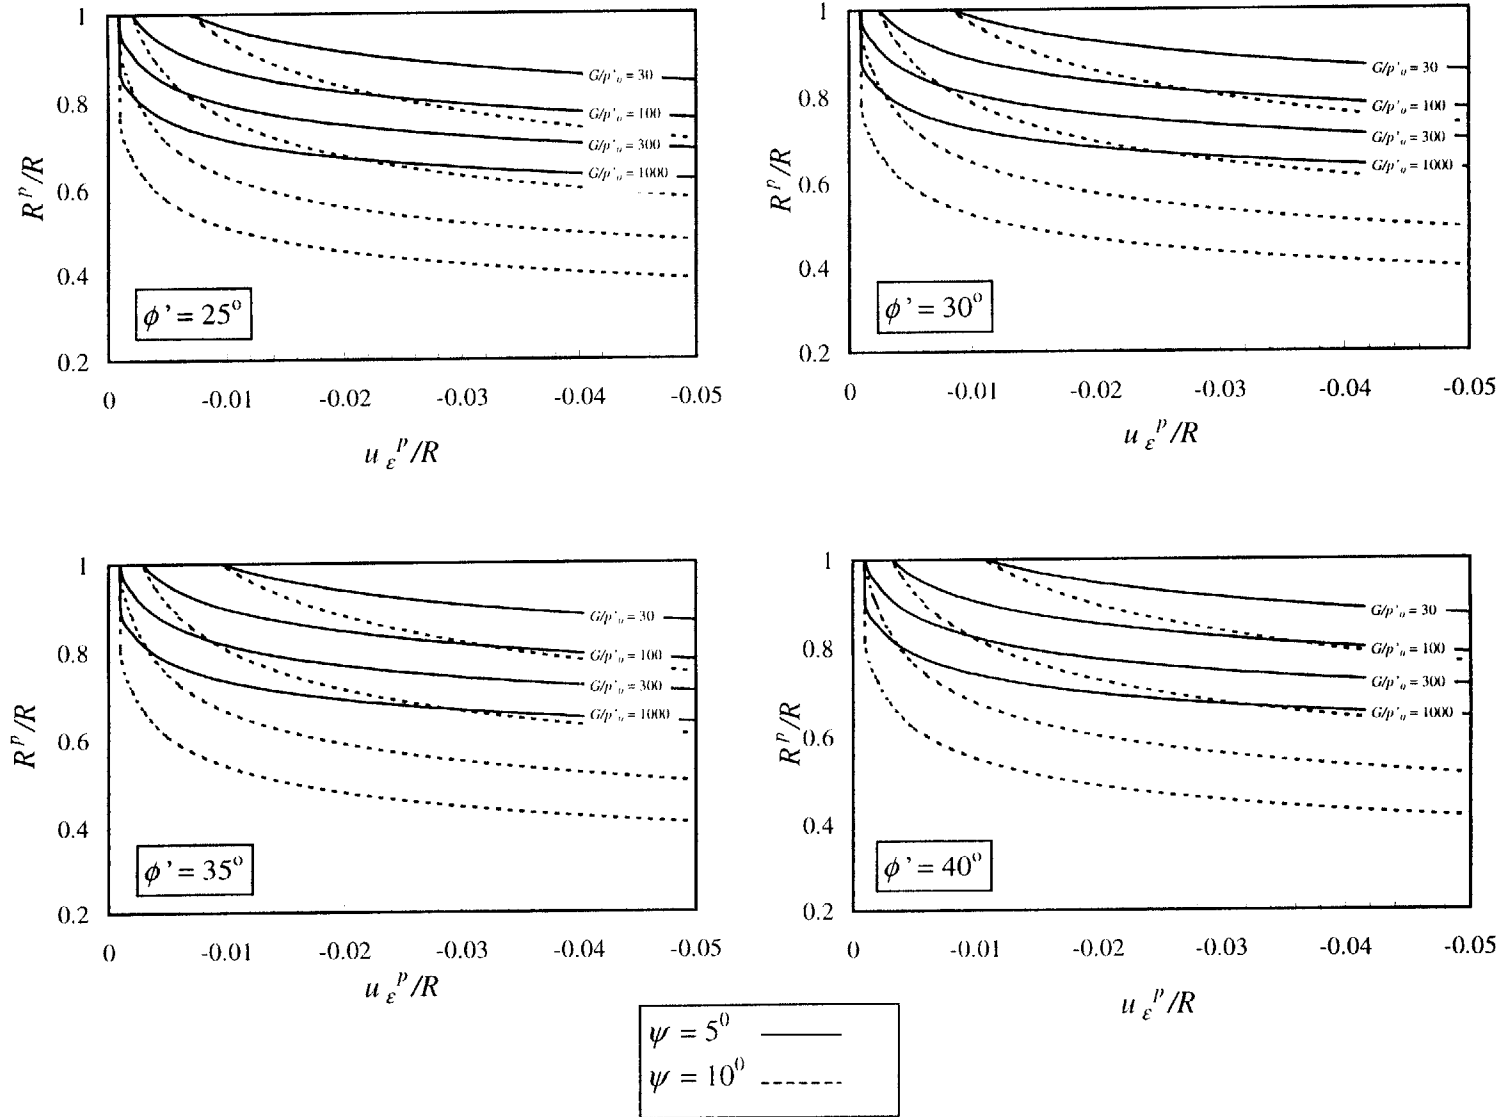 1
0.8
0.6
0.4
0.2
R^p/R
G/p'₀ = 30
G/p'₀ = 100
G/p'₀ = 300
G/p'₀ = 1000
ϕ' = 25⁰
0 -0.01 -0.02 -0.03 -0.04 -0.05
u_ε^p/R
1
0.8
0.6
0.4
0.2
R^p/R
G/p'₀ = 30
G/p'₀ = 100
G/p'₀ = 300
G/p'₀ = 1000
ϕ' = 30⁰
0 -0.01 -0.02 -0.03 -0.04 -0.05
u_ε^p/R
1
0.8
0.6
0.4
0.2
R^p/R
G/p'₀ = 30
G/p'₀ = 100
G/p'₀ = 300
G/p'₀ = 1000
ϕ' = 35⁰
0 -0.01 -0.02 -0.03 -0.04 -0.05
u_ε^p/R
1
0.8
0.6
0.4
0.2
R^p/R
G/p'₀ = 30
G/p'₀ = 100
G/p'₀ = 300
G/p'₀ = 1000
ϕ' = 40⁰
0 -0.01 -0.02 -0.03 -0.04 -0.05
u_ε^p/R
ψ = 5⁰
ψ = 10⁰